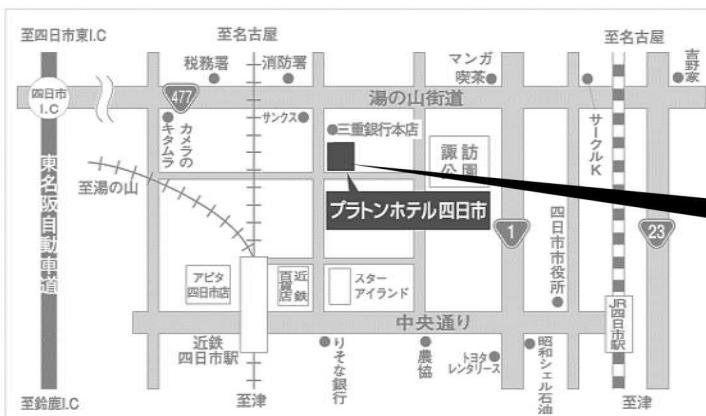 至四日市東I.C
至名古屋
至名古屋
税務署
消防署
マンガ
喫茶
吉野家
四日市
I.C
477
湯の山街道
カメラの
キタムラ
サンクス
三重銀行本店
サークルK
諏訪
公園
東名阪自動車道
至湯の山
プラトンホテル四日市
1
四日市市役所
23
アピタ
四日市店
近鉄
百貨店
スター
アイランド
中央通り
JR四日市駅
近鉄
四日市駅
りそな銀行
農協
トヨタ
レンタリース
昭和シェル石油
至鈴鹿I.C
至津
至津